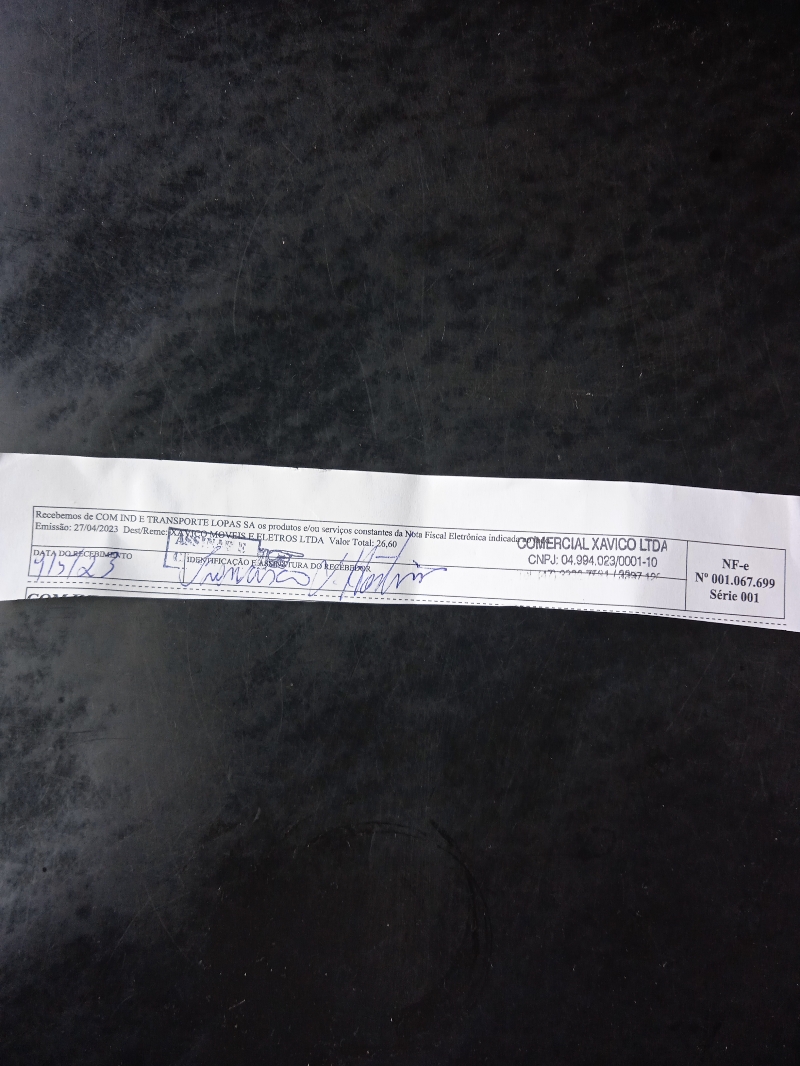 Recebemos de COM IND E TRANSPORTE LOPAS SA os produtos e/ou serviços constantes da Nota Fiscal Eletrônica indicada
Emissão: 27/04/2023 Dest/Reme: XAVICO MOVEIS E ELETROS LTDA Valor Total: 26,60
COMERCIAL XAVICO LTDA
CNPJ: 04.994.023/0001-10
DATA DO RECEBIMENTO
IDENTIFICAÇÃO E ASSINATURA DO RECEBEDOR
NF-e
Nº 001.067.699
Série 001